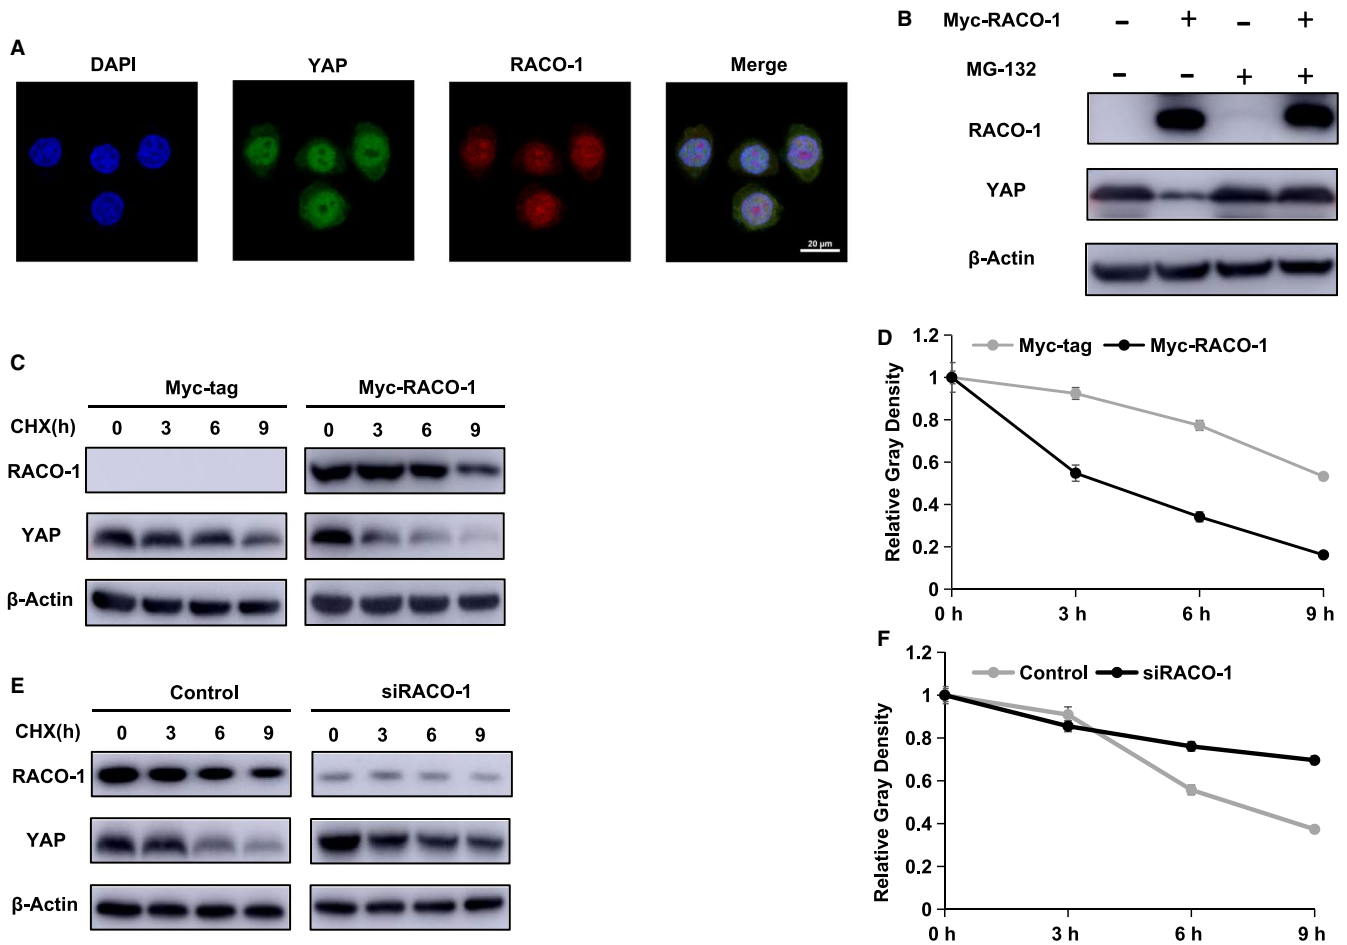 A
DAPI YAP RACO-1 Merge
20 µm
B Myc-RACO-1 – + – +
MG-132 – – + +
RACO-1
YAP
β-Actin
C
Myc-tag Myc-RACO-1
CHX(h) 0 3 6 9 0 3 6 9
RACO-1
YAP
β-Actin
D
Myc-tag Myc-RACO-1
Relative Gray Density
1.2
1
0.8
0.6
0.4
0.2
0
0 h 3 h 6 h 9 h
E
Control siRACO-1
CHX(h) 0 3 6 9 0 3 6 9
RACO-1
YAP
β-Actin
F
Control siRACO-1
Relative Gray Density
1.2
1
0.8
0.6
0.4
0.2
0
0 h 3 h 6 h 9 h